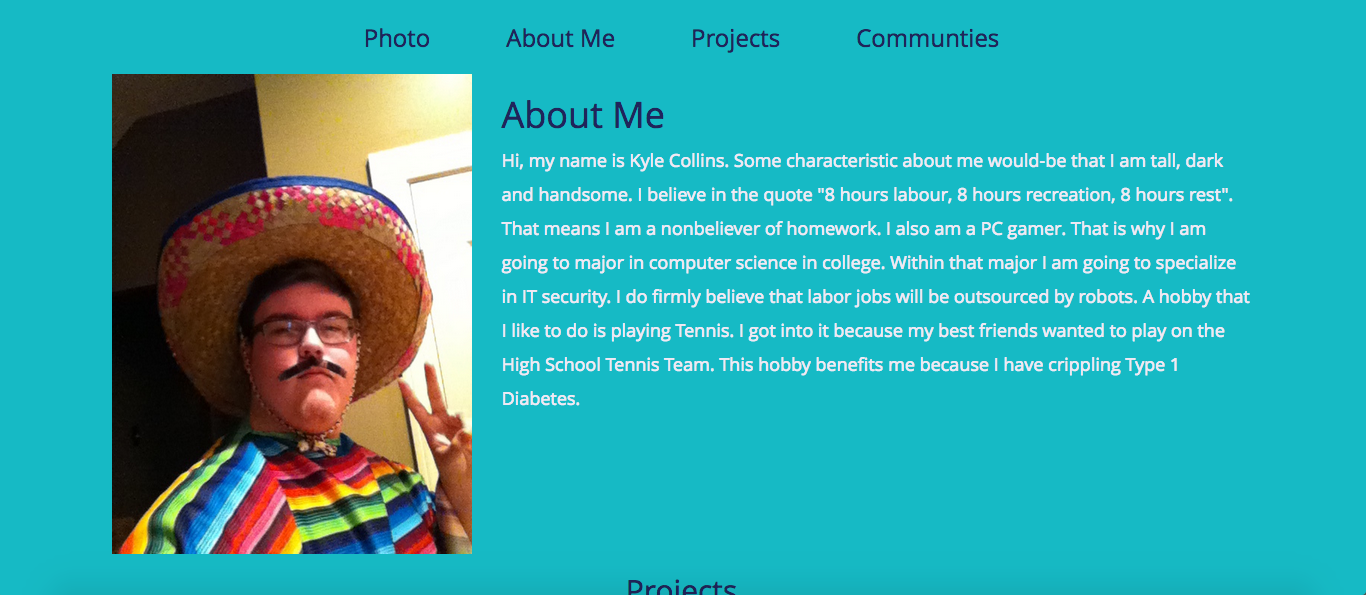 Photo About Me Projects Communties
About Me
Hi, my name is Kyle Collins. Some characteristic about me would-be that I am tall, dark
and handsome. I believe in the quote "8 hours labour, 8 hours recreation, 8 hours rest".
That means I am a nonbeliever of homework. I also am a PC gamer. That is why I am
going to major in computer science in college. Within that major I am going to specialize
in IT security. I do firmly believe that labor jobs will be outsourced by robots. A hobby that
I like to do is playing Tennis. I got into it because my best friends wanted to play on the
High School Tennis Team. This hobby benefits me because I have crippling Type 1
Diabetes.
Projects